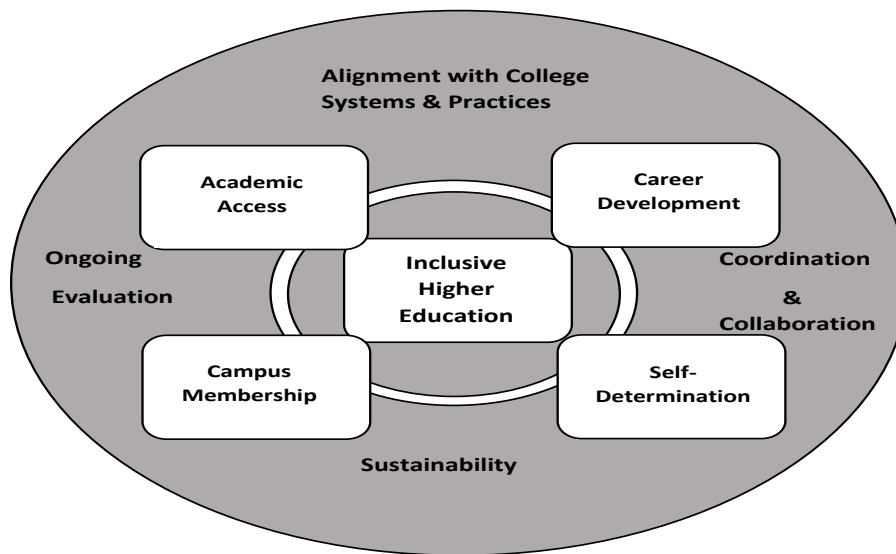 Alignment with College
Systems & Practices
Academic
Access
Career
Development
Ongoing
Evaluation
Inclusive
Higher
Education
Coordination
&
Collaboration
Campus
Membership
Self-
Determination
Sustainability